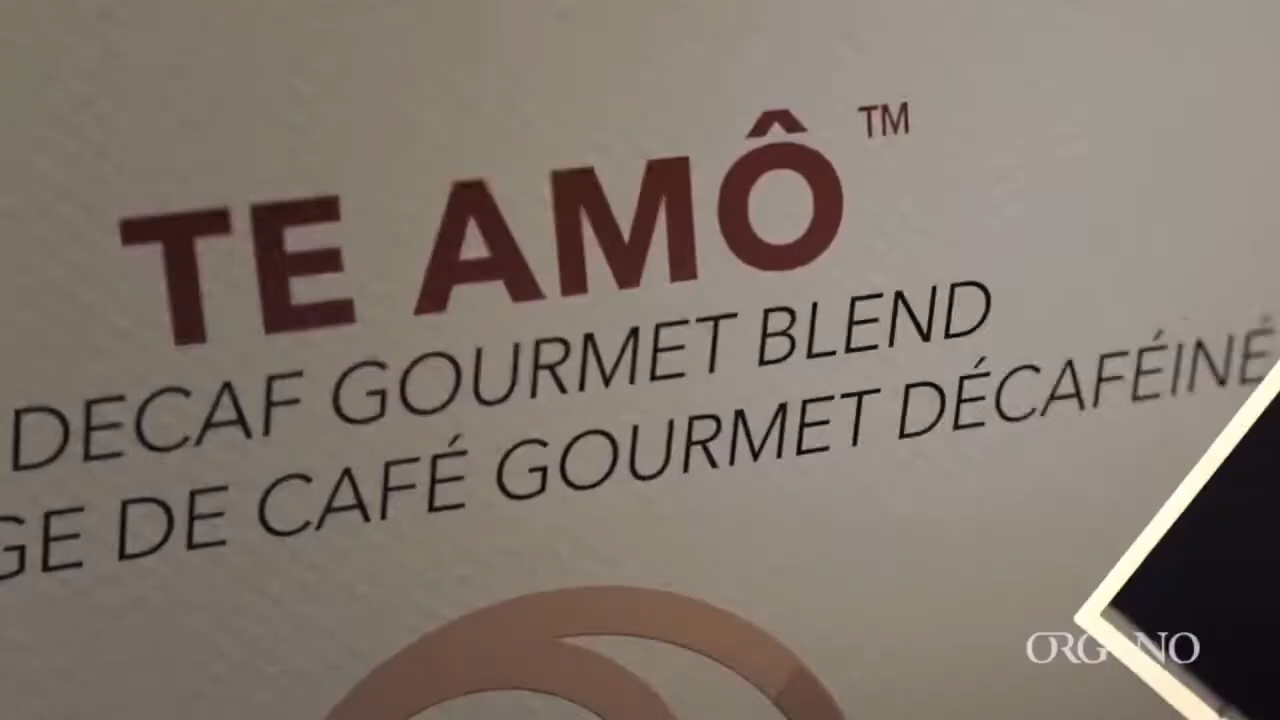 TE AMÔ™
DECAF GOURMET BLEND
GE DE CAFÉ GOURMET DÉCAFÉINÉ
ORGANO